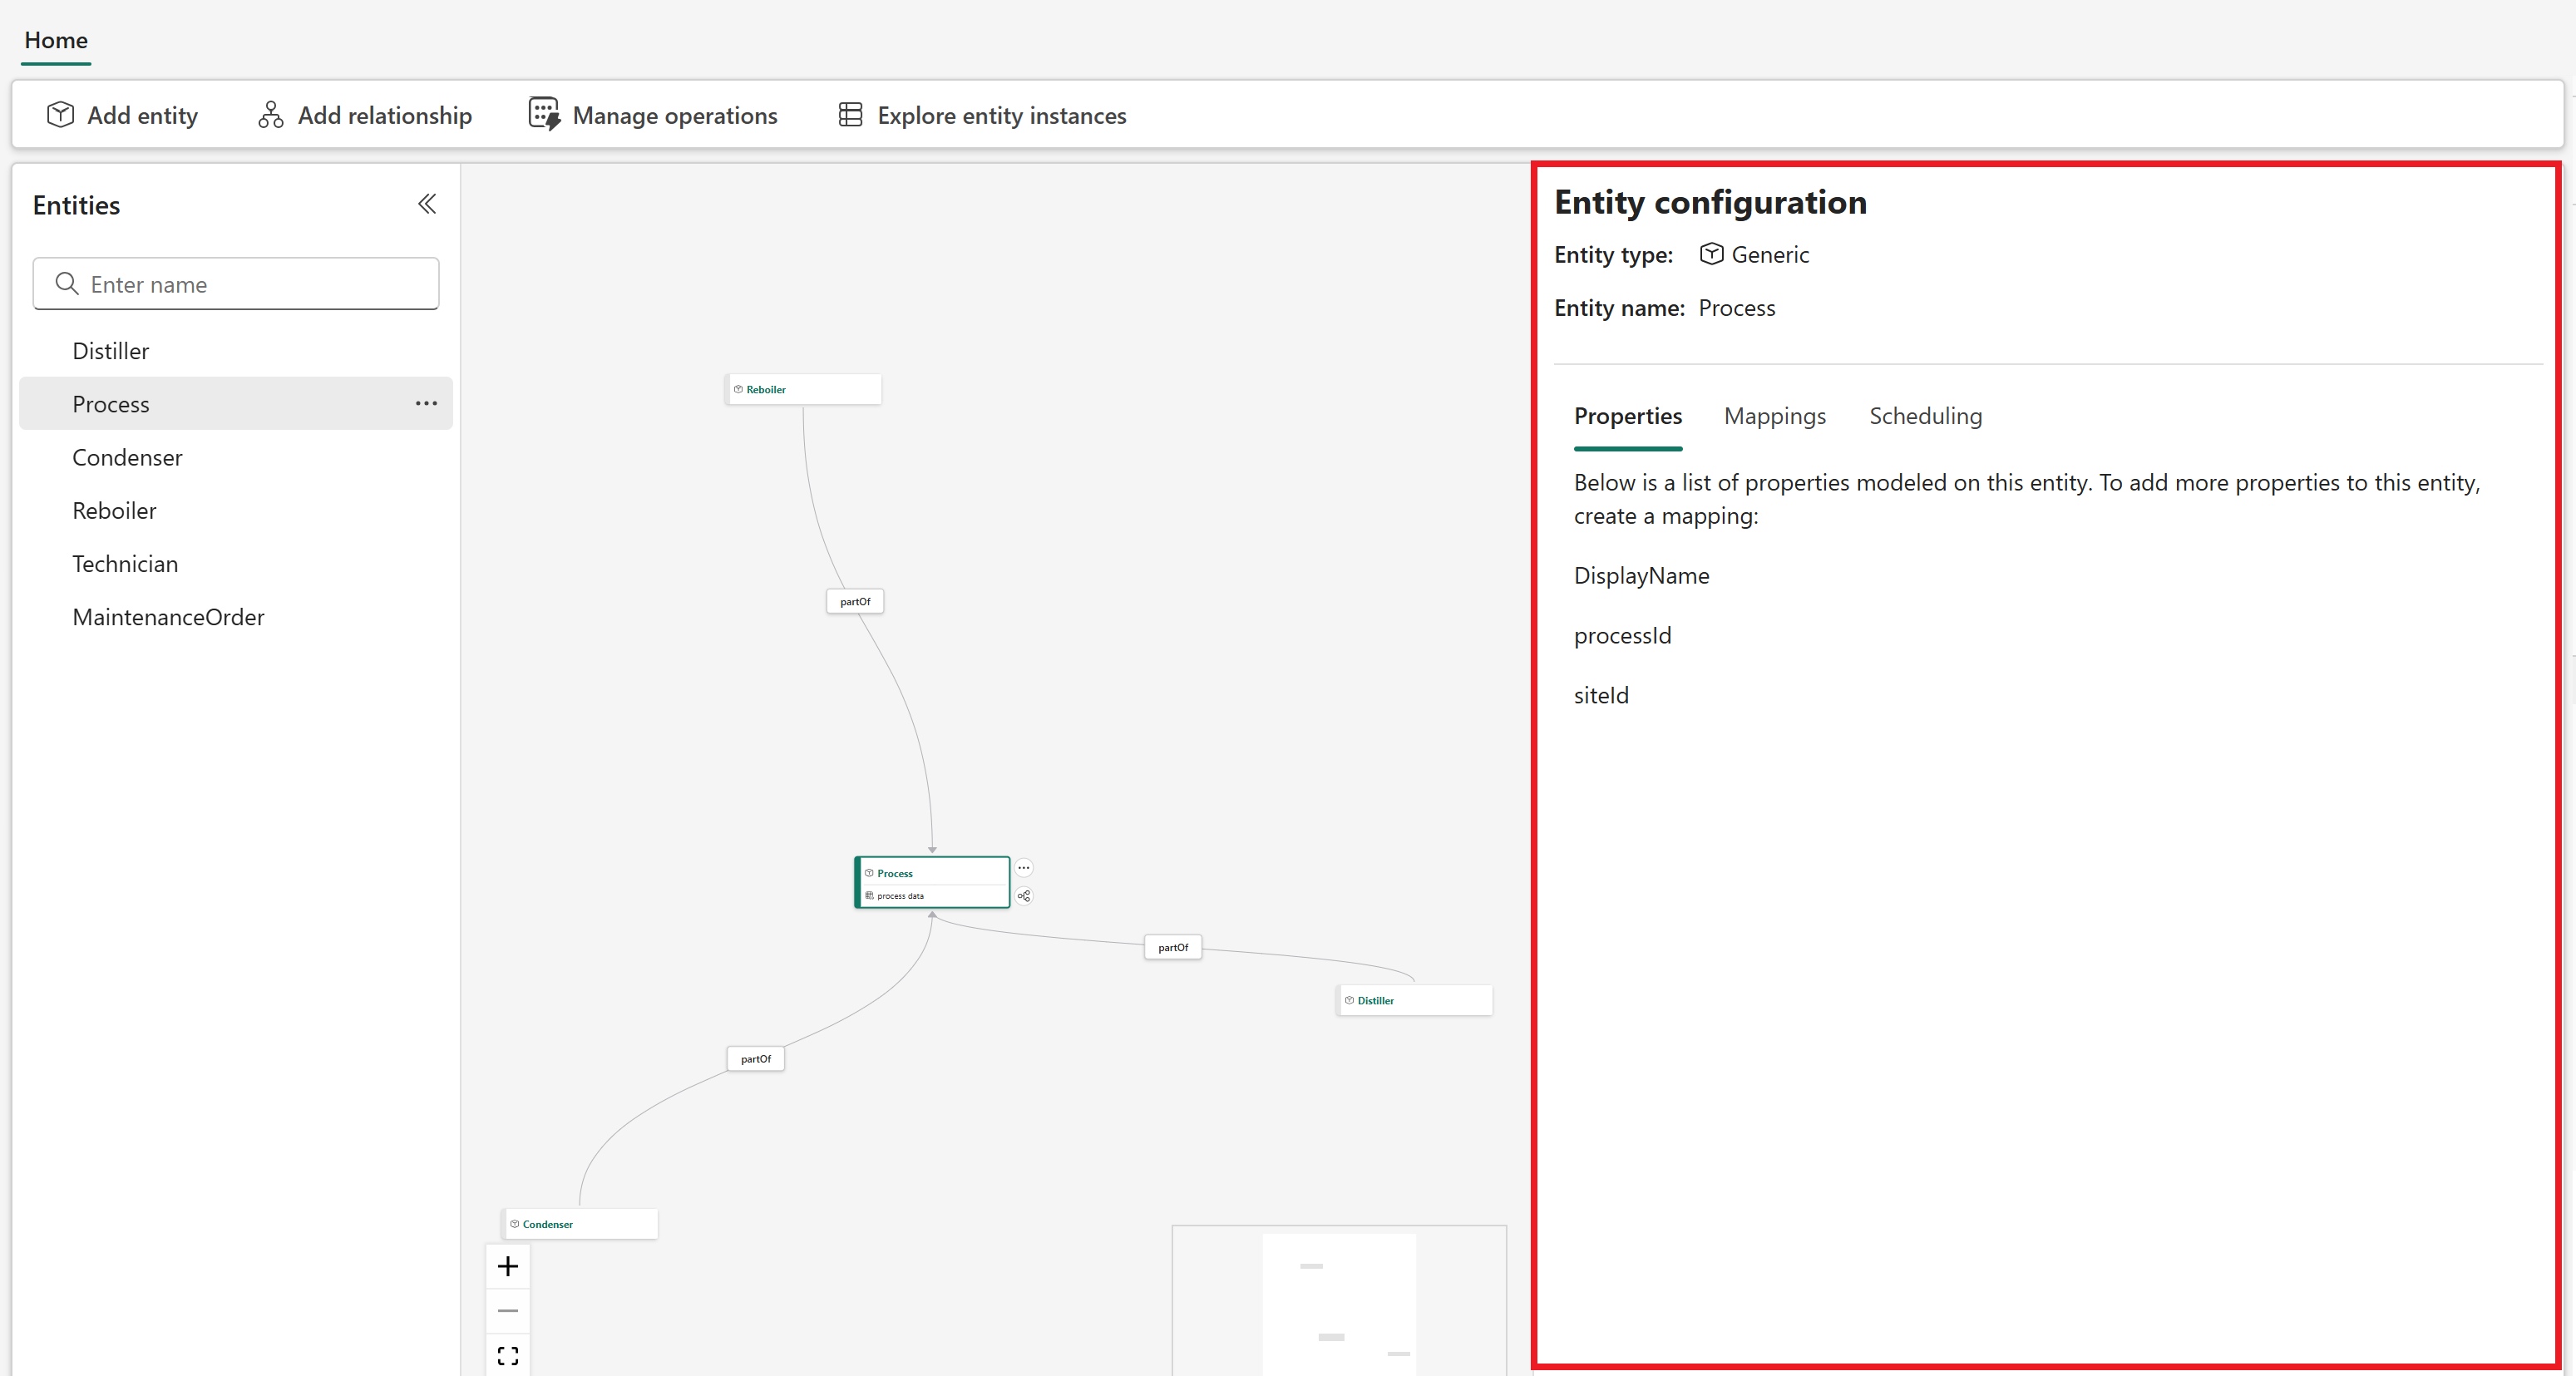 Home
Add entity
Add relationship
Manage operations
Explore entity instances
Entities
Enter name
Distiller
Process
Condenser
Reboiler
Technician
MaintenanceOrder
Reboiler
partOf
Process
process data
partOf
Distiller
partOf
Condenser
Entity configuration
Entity type: Generic
Entity name: Process
Properties Mappings Scheduling
Below is a list of properties modeled on this entity. To add more properties to this entity,
create a mapping:
DisplayName
processId
siteId